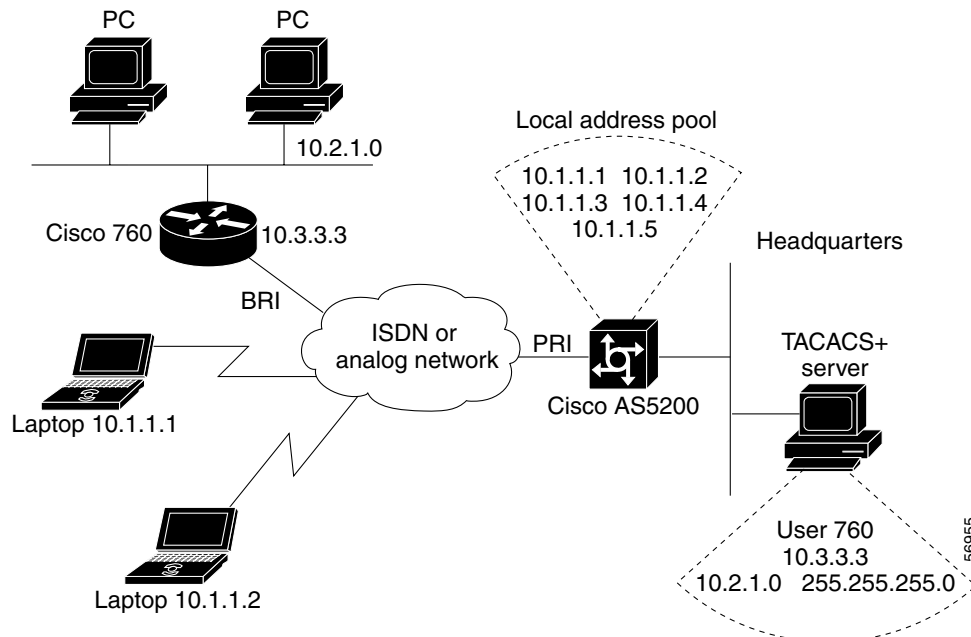 PC
PC
10.2.1.0
Local address pool
10.1.1.1 10.1.1.2
10.1.1.3 10.1.1.4
10.1.1.5
Cisco 760
10.3.3.3
Headquarters
BRI
ISDN or
analog network
PRI
TACACS+
server
Cisco AS5200
Laptop 10.1.1.1
User 760
10.3.3.3
10.2.1.0 255.255.255.0
Laptop 10.1.1.2
56955